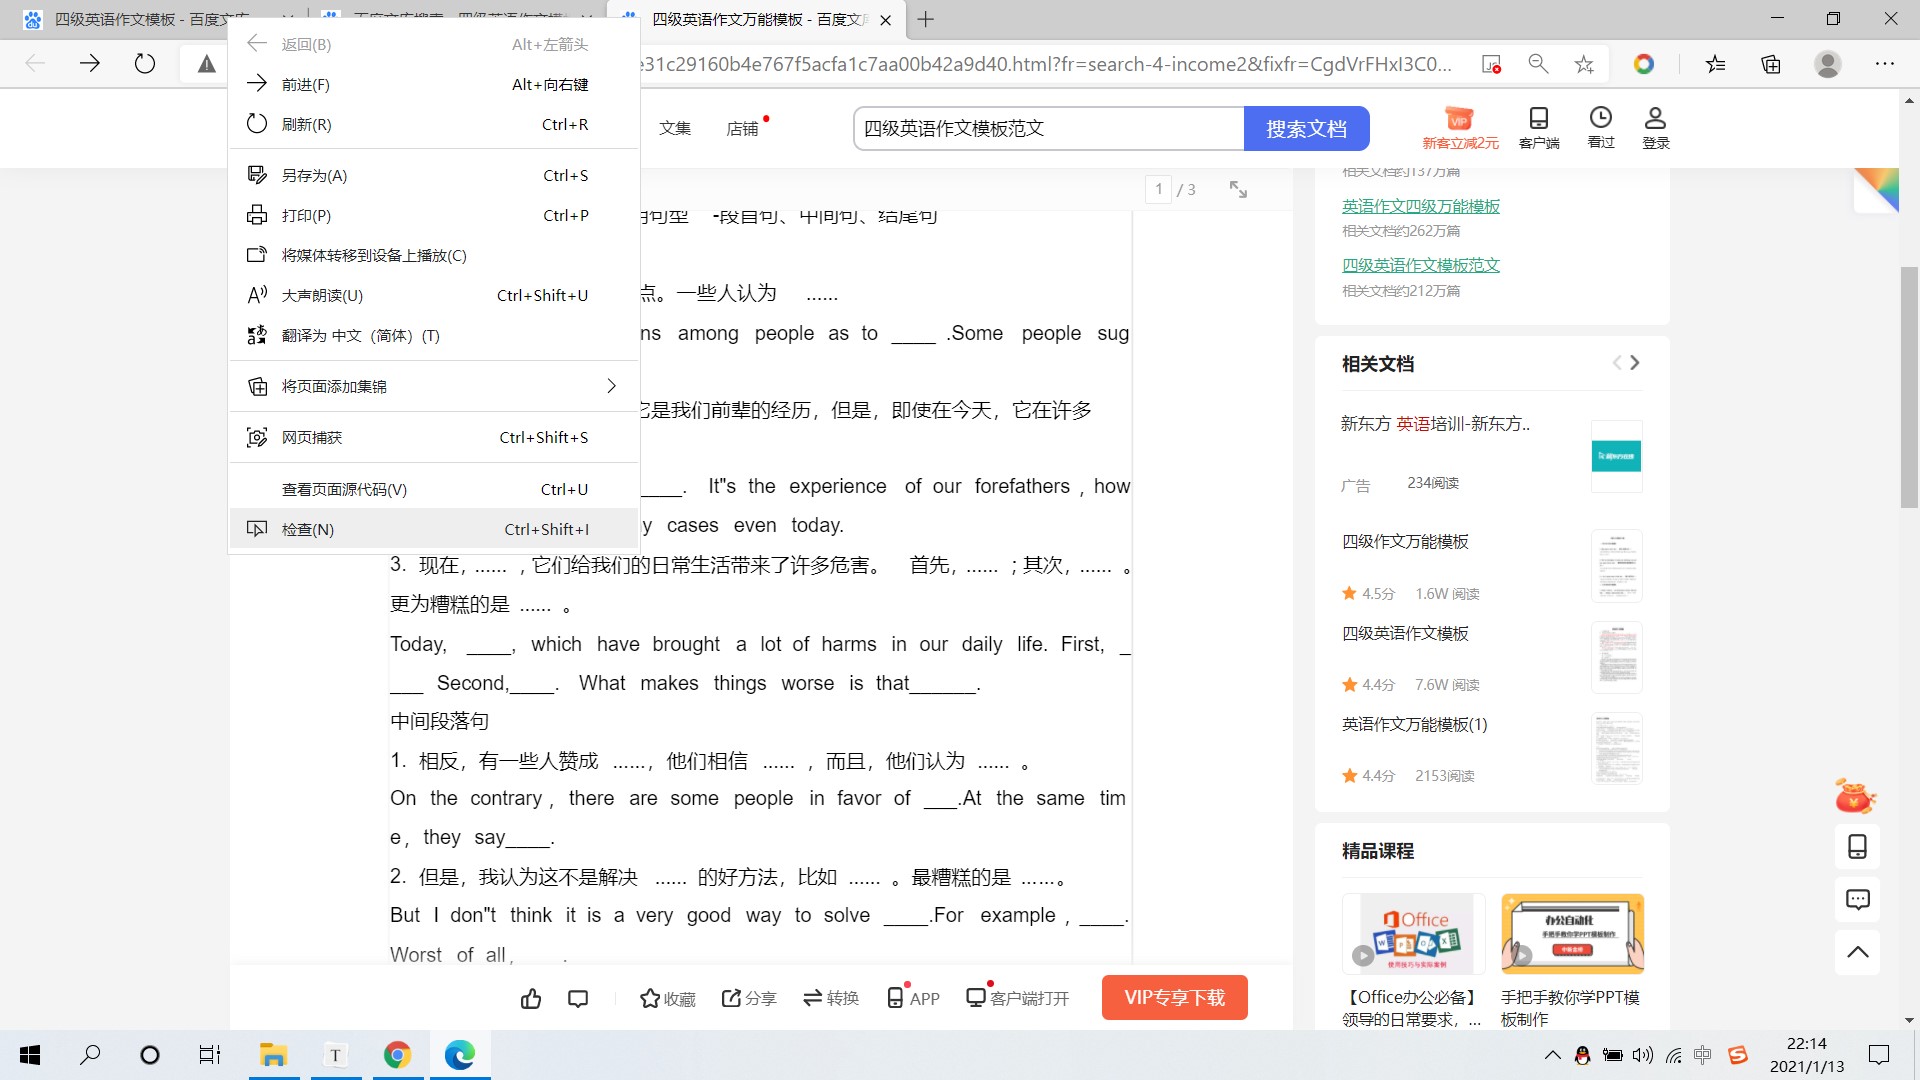 四级英语作文模板 - 百度文库
百度文库搜索 - 四级英语作文模
四级英语作文万能模板 - 百度文库
e31c29160b4e767f5acfa1c7aa00b42a9d40.html?fr=search-4-income2&fixfr=CgdVrFHxI3C0...
返回(B) Alt+左箭头
前进(F) Alt+向右键
刷新(R) Ctrl+R
另存为(A) Ctrl+S
打印(P) Ctrl+P
将媒体转移到设备上播放(C)
大声朗读(U) Ctrl+Shift+U
翻译为 中文（简体）(T)
将页面添加集锦
网页捕获 Ctrl+Shift+S
查看页面源代码(V) Ctrl+U
检查(N) Ctrl+Shift+I
文集
店铺
四级英语作文模板范文
搜索文档
VIP
新客立减2元
客户端
看过
登录
1 / 3
用句型 -段首句、中间句、结尾句
点。一些人认为 ......
ns among people as to ____ .Some people sug
它是我们前辈的经历，但是，即使在今天，它在许多
____. It"s the experience of our forefathers , how
y cases even today.
3. 现在，...... , 它们给我们的日常生活带来了许多危害。 首先，...... ; 其次，...... 。
更为糟糕的是 ...... 。
Today, ____, which have brought a lot of harms in our daily life. First, _
___ Second,____. What makes things worse is that______.
中间段落句
1. 相反，有一些人赞成 ......，他们相信 ...... ，而且，他们认为 ...... 。
On the contrary , there are some people in favor of ___.At the same tim
e, they say____.
2. 但是，我认为这不是解决 ...... 的好方法，比如 ...... 。最糟糕的是 ......。
But I don"t think it is a very good way to solve ____.For example , ____.
Worst of all, .
收藏
分享
转换
APP
客户端打开
VIP专享下载
相关文档约137万篇
英语作文四级万能模板
相关文档约262万篇
四级英语作文模板范文
相关文档约212万篇
相关文档
新东方 英语培训-新东方..
广告 234阅读
四级作文万能模板
4.5分 1.6W 阅读
四级英语作文模板
4.4分 7.6W 阅读
英语作文万能模板(1)
4.4分 2153阅读
精品课程
Office
使用技巧与实际案例
办公自动化
手把手教你学PPT模板制作
【Office办公必备】
领导的日常要求，...
手把手教你学PPT模
板制作
T
中
22:14
2021/1/13